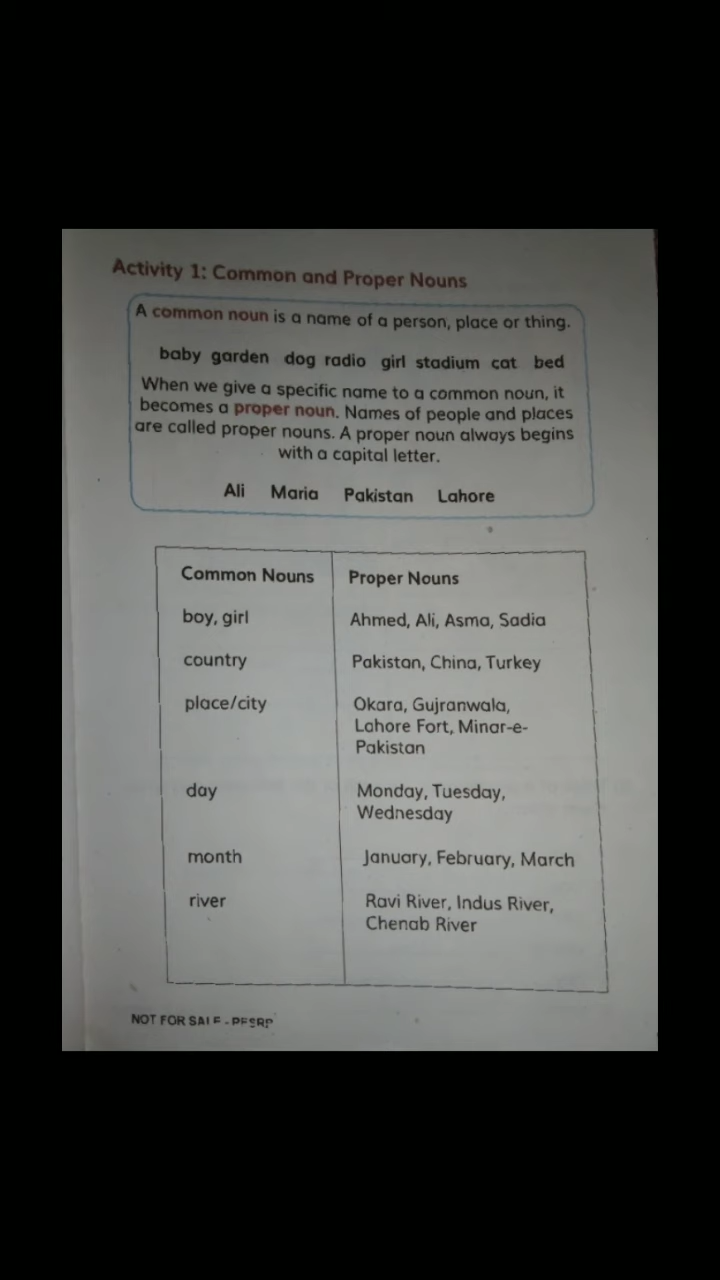 Activity 1: Common and Proper Nouns
A common noun is a name of a person, place or thing.
baby garden dog radio girl stadium cat bed
When we give a specific name to a common noun, it
becomes a proper noun. Names of people and places
are called proper nouns. A proper noun always begins
with a capital letter.
Ali Maria Pakistan Lahore
Common Nouns Proper Nouns
boy, girl Ahmed, Ali, Asma, Sadia
country Pakistan, China, Turkey
place/city Okara, Gujranwala,
Lahore Fort, Minar-e-
Pakistan
day Monday, Tuesday,
Wednesday
month January, February, March
river Ravi River, Indus River,
Chenab River
NOT FOR SALE - PESRP